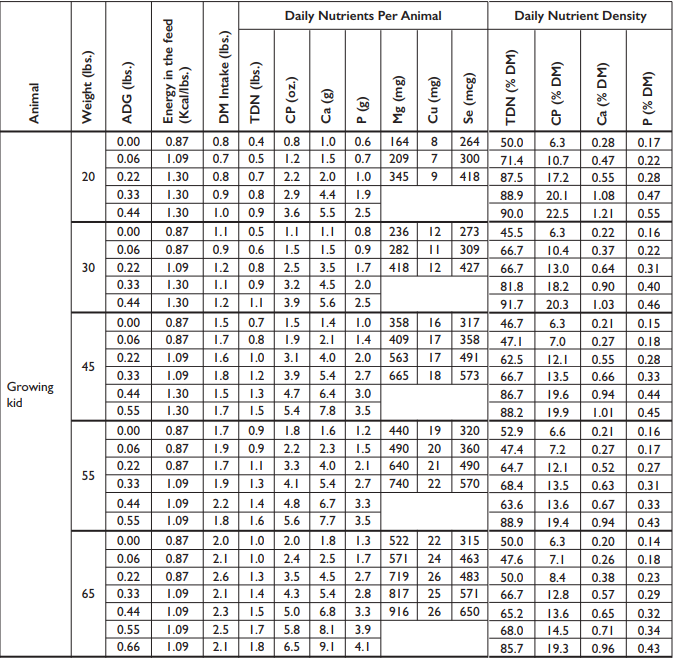 Animal
Weight (lbs.)
ADG (lbs.)
Energy in the feed (Kcal/lbs.)
DM Intake (lbs.)
Daily Nutrients Per Animal
TDN (lbs.)
CP (oz.)
Ca (g)
P (g)
Mg (mg)
Cu (mg)
Se (mcg)
Daily Nutrient Density
TDN (% DM)
CP (% DM)
Ca (% DM)
P (% DM)
Growing kid
20
0.00 0.87 0.8 0.4 0.8 1.0 0.6 164 8 264 50.0 6.3 0.28 0.17
0.06 1.09 0.7 0.5 1.2 1.5 0.7 209 7 300 71.4 10.7 0.47 0.22
0.22 1.30 0.8 0.7 2.2 2.0 1.0 345 9 418 87.5 17.2 0.55 0.28
0.33 1.30 0.9 0.8 2.9 4.4 1.9 88.9 20.1 1.08 0.47
0.44 1.30 1.0 0.9 3.6 5.5 2.5 90.0 22.5 1.21 0.55
30
0.00 0.87 1.1 0.5 1.1 1.1 0.8 236 12 273 45.5 6.3 0.22 0.16
0.06 0.87 0.9 0.6 1.5 1.5 0.9 282 11 309 66.7 10.4 0.37 0.22
0.22 1.09 1.2 0.8 2.5 3.5 1.7 418 12 427 66.7 13.0 0.64 0.31
0.33 1.30 1.1 0.9 3.2 4.5 2.0 81.8 18.2 0.90 0.40
0.44 1.30 1.2 1.1 3.9 5.6 2.5 91.7 20.3 1.03 0.46
45
0.00 0.87 1.5 0.7 1.5 1.4 1.0 358 16 317 46.7 6.3 0.21 0.15
0.06 0.87 1.7 0.8 1.9 2.1 1.4 409 17 358 47.1 7.0 0.27 0.18
0.22 1.09 1.6 1.0 3.1 4.0 2.0 563 17 491 62.5 12.1 0.55 0.28
0.33 1.09 1.8 1.2 3.9 5.4 2.7 665 18 573 66.7 13.5 0.66 0.33
0.44 1.30 1.5 1.3 4.7 6.4 3.0 86.7 19.6 0.94 0.44
0.55 1.30 1.7 1.5 5.4 7.8 3.5 88.2 19.9 1.01 0.45
55
0.00 0.87 1.7 0.9 1.8 1.6 1.2 440 19 320 52.9 6.6 0.21 0.16
0.06 0.87 1.9 0.9 2.2 2.3 1.5 490 20 360 47.4 7.2 0.27 0.17
0.22 0.87 1.7 1.1 3.3 4.0 2.1 640 21 490 64.7 12.1 0.52 0.27
0.33 1.09 1.9 1.3 4.1 5.4 2.7 740 22 570 68.4 13.5 0.63 0.31
0.44 1.09 2.2 1.4 4.8 6.7 3.3 63.6 13.6 0.67 0.33
0.55 1.09 1.8 1.6 5.6 7.7 3.5 88.9 19.4 0.94 0.43
65
0.00 0.87 2.0 1.0 2.0 1.8 1.3 522 22 315 50.0 6.3 0.20 0.14
0.06 0.87 2.1 1.0 2.4 2.5 1.7 571 24 463 47.6 7.1 0.26 0.18
0.22 0.87 2.6 1.3 3.5 4.5 2.7 719 26 483 50.0 8.4 0.38 0.23
0.33 1.09 2.1 1.4 4.3 5.4 2.8 817 25 571 66.7 12.8 0.57 0.29
0.44 1.09 2.3 1.5 5.0 6.8 3.3 916 26 650 65.2 13.6 0.65 0.32
0.55 1.09 2.5 1.7 5.8 8.1 3.9 68.0 14.5 0.71 0.34
0.66 1.09 2.1 1.8 6.5 9.1 4.1 85.7 19.3 0.96 0.43